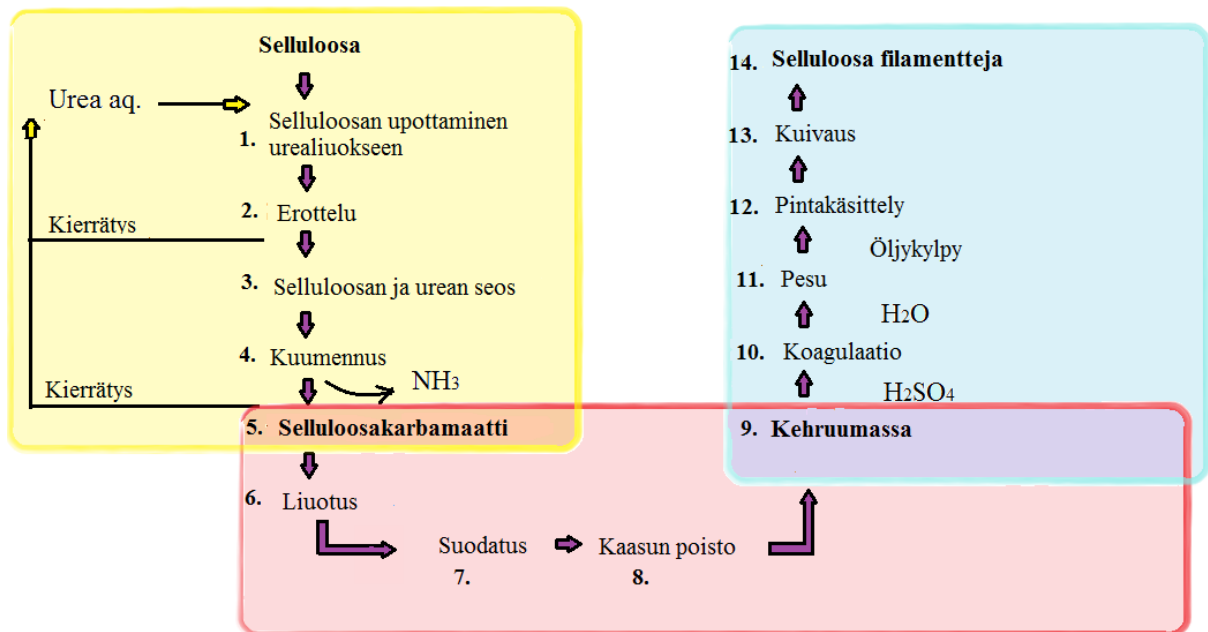 Selluloosa
Urea aq.
1. Selluloosan upottaminen
urealiuokseen
2. Erottelu
Kierrätys
3. Selluloosan ja urean seos
4. Kuumennus
NH3
Kierrätys
5. Selluloosakarbamaatti
6. Liuotus
Suodatus
7.
Kaasun poisto
8.
9. Kehruumassa
H2SO4
10. Koagulaatio
H2O
11. Pesu
Öljykylpy
12. Pintakäsittely
13. Kuivaus
14. Selluloosa filamentteja